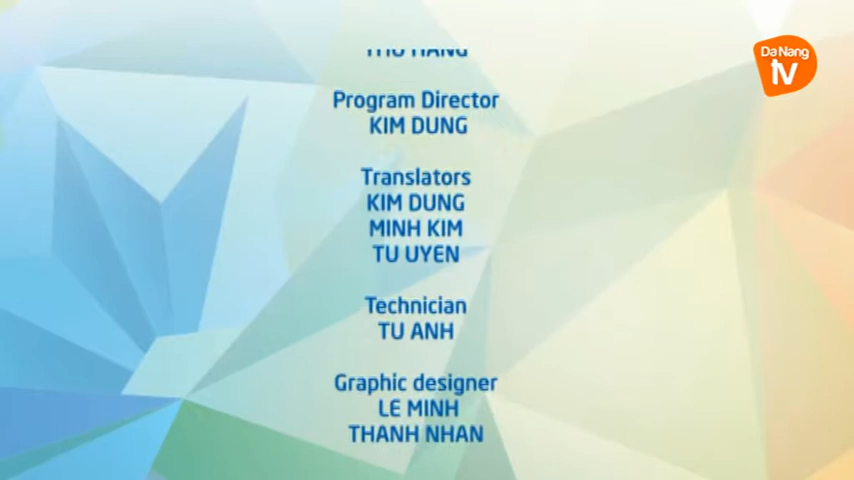 Da Nang
tv
Program Director
KIM DUNG
Translators
KIM DUNG
MINH KIM
TU UYEN
Technician
TU ANH
Graphic designer
LE MINH
THANH NHAN